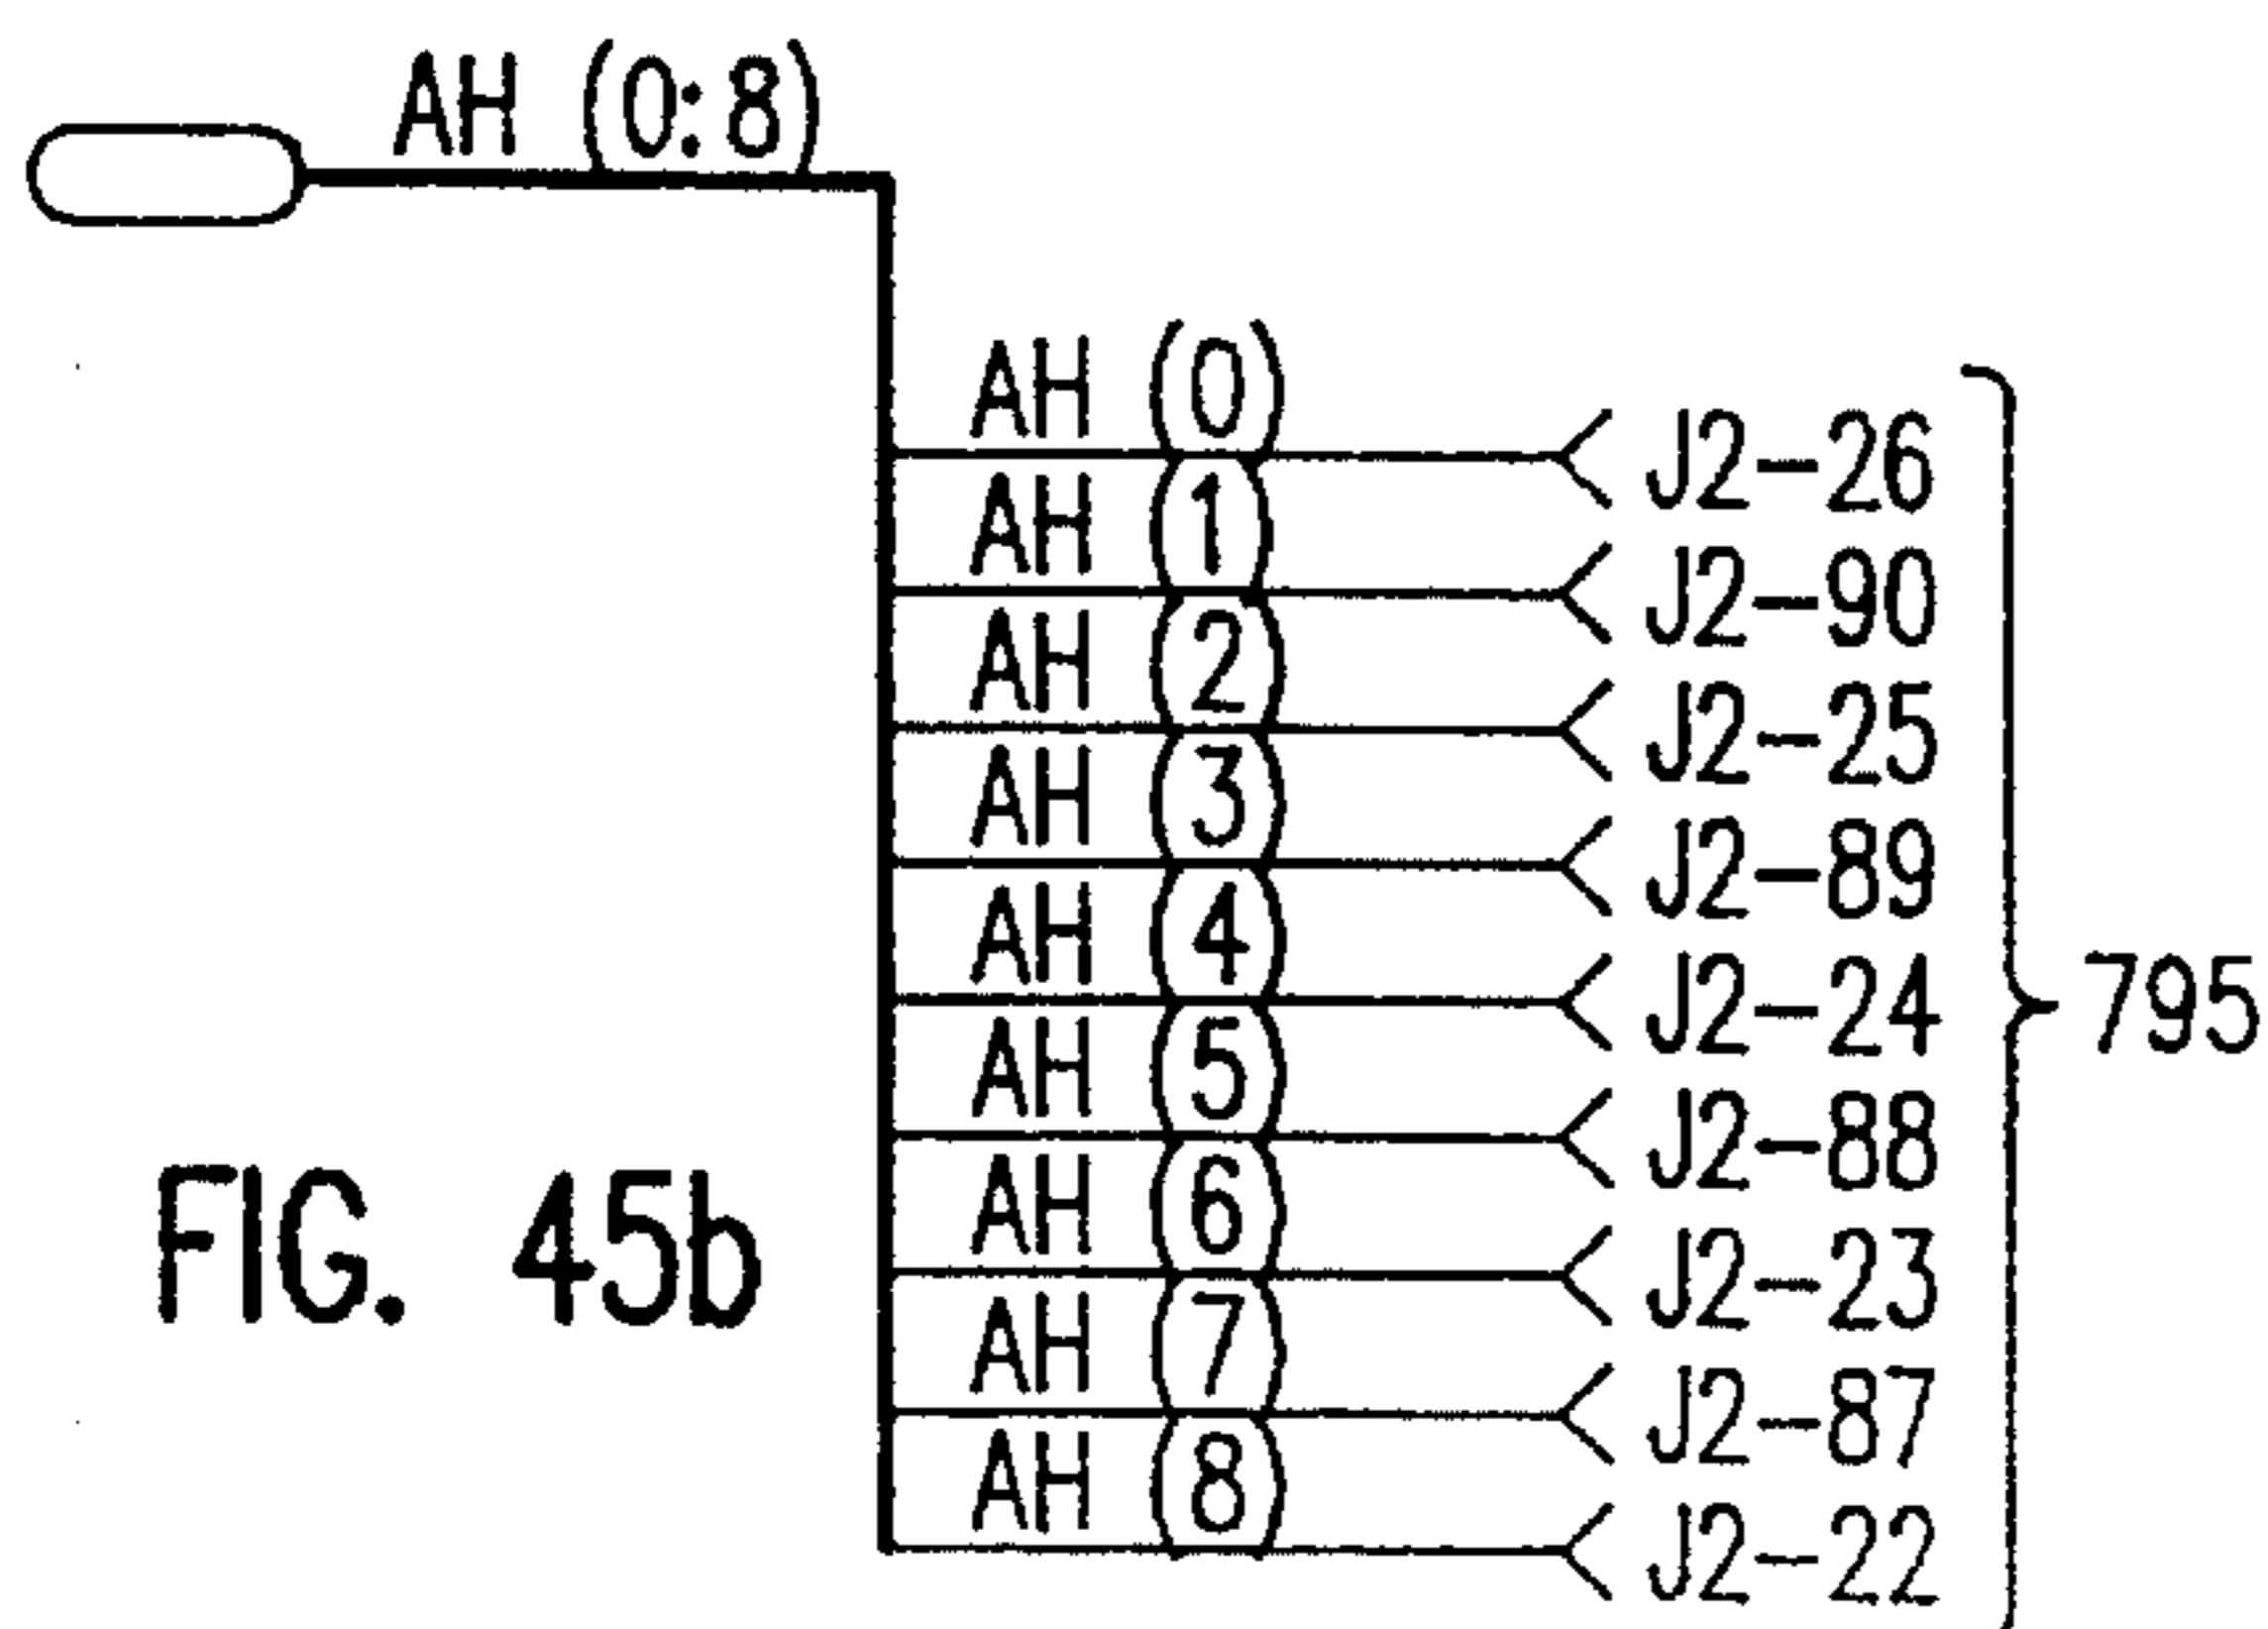 AH (0:8)
AH (0) J2-26
AH (1) J2-90
AH (2) J2-25
AH (3) J2-89
AH (4) J2-24
AH (5) J2-88
AH (6) J2-23
AH (7) J2-87
AH (8) J2-22
795
FIG. 45b